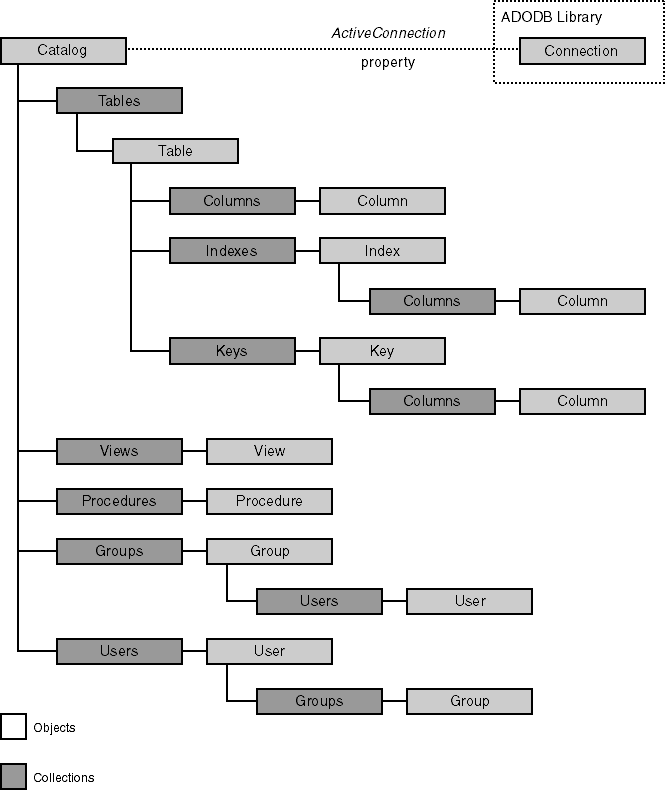 ADODB Library
ActiveConnection
property
Catalog
Connection
Tables
Table
Columns
Column
Indexes
Index
Columns
Column
Keys
Key
Columns
Column
Views
View
Procedures
Procedure
Groups
Group
Users
User
Users
User
Groups
Group
Objects
Collections